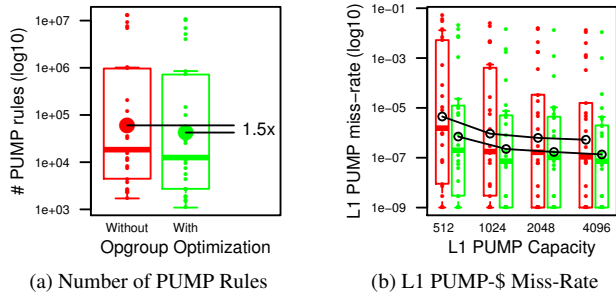 # PUMP rules (log10)
1e+07
1e+06
1e+05
1e+04
1e+03
1.5x
Without
With
Opgroup Optimization
(a) Number of PUMP Rules
L1 PUMP miss-rate (log10)
1e-01
1e-03
1e-05
1e-07
1e-09
512
1024
2048
4096
L1 PUMP Capacity
(b) L1 PUMP-$ Miss-Rate